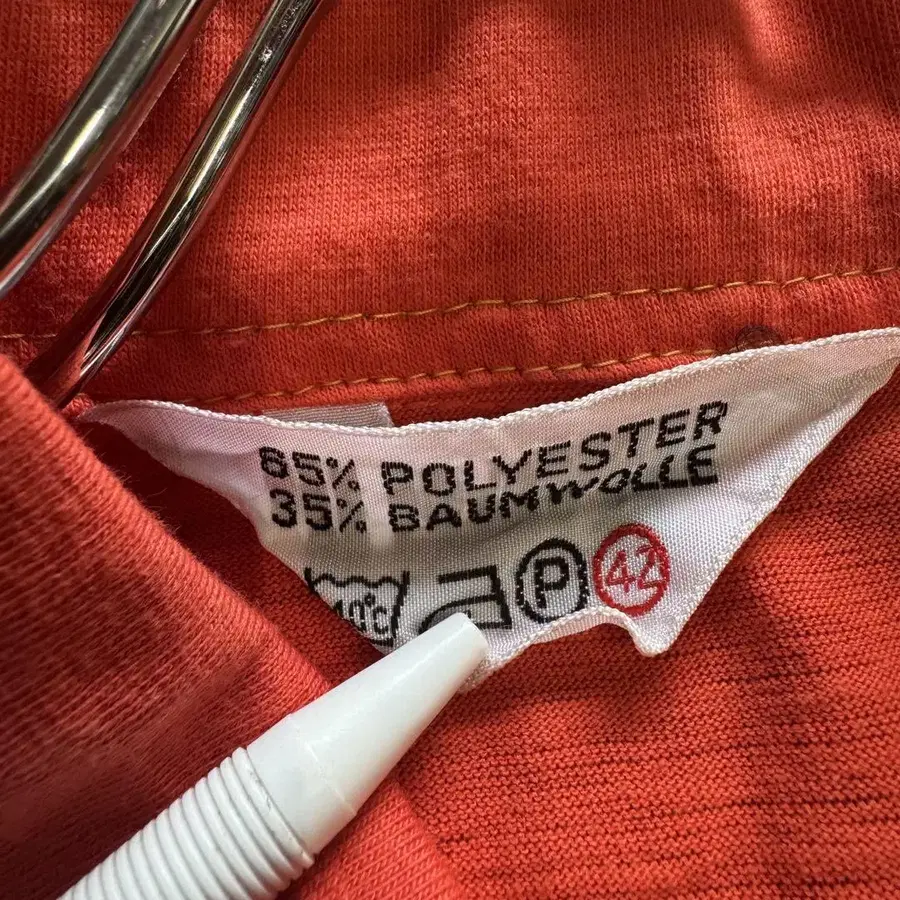 65% POLYESTER
35% BAUMWOLLE
40°C P 42